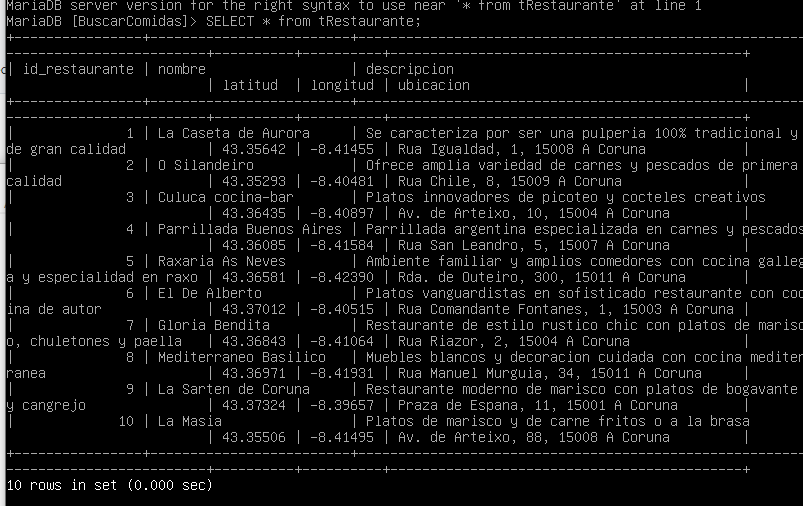 MariaDB server version for the right syntax to use near '* from tRestaurante' at line 1
MariaDB [BuscarComidas]> SELECT * from tRestaurante;
| id_restaurante | nombre | descripcion
| latitud | longitud | ubicacion |
| 1 | La Caseta de Aurora | Se caracteriza por ser una pulperia 100% tradicional y
de gran calidad | 43.35642 | -8.41455 | Rua Igualdad, 1, 15008 A Coruna |
| 2 | O Silandeiro | Ofrece amplia variedad de carnes y pescados de primera
calidad | 43.35293 | -8.40481 | Rua Chile, 8, 15009 A Coruna |
| 3 | Culuca cocina-bar | Platos innovadores de picoteo y cocteles creativos
| 43.36435 | -8.40897 | Av. de Arteixo, 10, 15004 A Coruna |
| 4 | Parrillada Buenos Aires | Parrillada argentina especializada en carnes y pescados
| 43.36085 | -8.41584 | Rua San Leandro, 5, 15007 A Coruna |
| 5 | Raxaria As Neves | Ambiente familiar y amplios comedores con cocina galleg
a y especialidad en raxo | 43.36581 | -8.42390 | Rda. de Outeiro, 300, 15011 A Coruna |
| 6 | El De Alberto | Platos vanguardistas en sofisticado restaurante con coc
ina de autor | 43.37012 | -8.40515 | Rua Comandante Fontanes, 1, 15003 A Coruna |
| 7 | Gloria Bendita | Restaurante de estilo rustico chic con platos de marisc
o, chuletones y paella | 43.36843 | -8.41064 | Rua Riazor, 2, 15004 A Coruna |
| 8 | Mediterraneo Basilico | Muebles blancos y decoracion cuidada con cocina mediter
ranea | 43.36971 | -8.41931 | Rua Manuel Murguia, 34, 15011 A Coruna |
| 9 | La Sarten de Coruna | Restaurante moderno de marisco con platos de bogavante
y cangrejo | 43.37324 | -8.39657 | Praza de Espana, 11, 15001 A Coruna |
| 10 | La Masia | Platos de marisco y de carne fritos o a la brasa
| 43.35506 | -8.41495 | Av. de Arteixo, 88, 15008 A Coruna |
10 rows in set (0.000 sec)